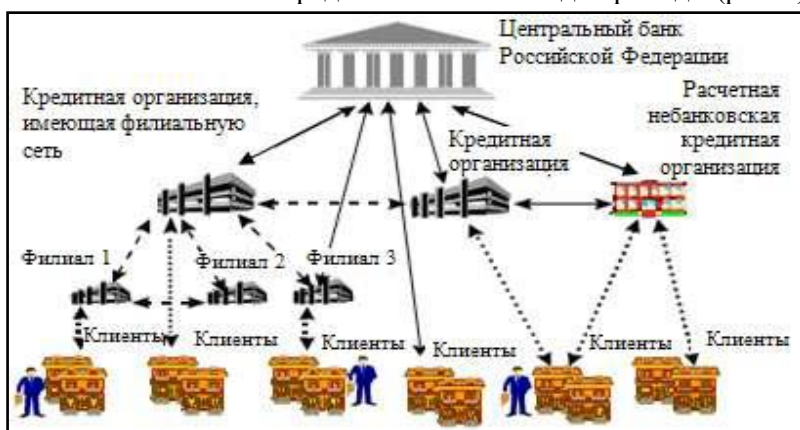 Центральный банк
Российской Федерации
Кредитная организация,
имеющая филиальную
сеть
Расчетная
небанковская
кредитная
организация
Кредитная
организация
Филиал 1
Филиал 2
Филиал 3
Клиенты
Клиенты
Клиенты
Клиенты
Клиенты
Клиенты